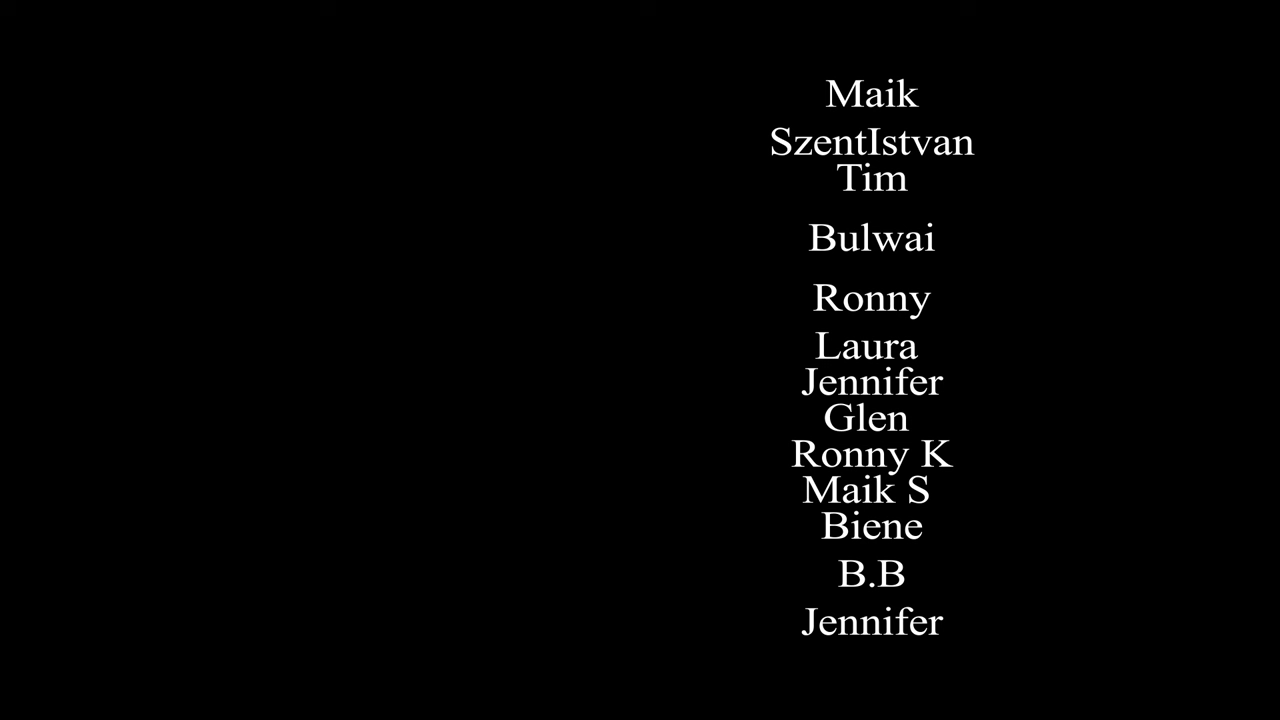 Maik
SzentIstvan
Tim
Bulwai
Ronny
Laura
Jennifer
Glen
Ronny K
Maik S
Biene
B.B
Jennifer